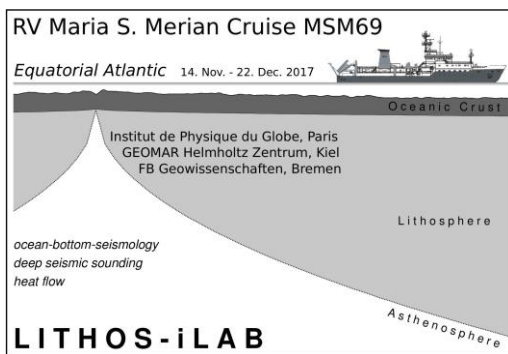 RV Maria S. Merian Cruise MSM69
Equatorial Atlantic 14. Nov. - 22. Dec. 2017
Oceanic Crust
Institut de Physique du Globe, Paris
GEOMAR Helmholtz Zentrum, Kiel
FB Geowissenschaften, Bremen
Lithosphere
ocean-bottom-seismology
deep seismic sounding
heat flow
Asthenosphere
LITHOS-iLAB